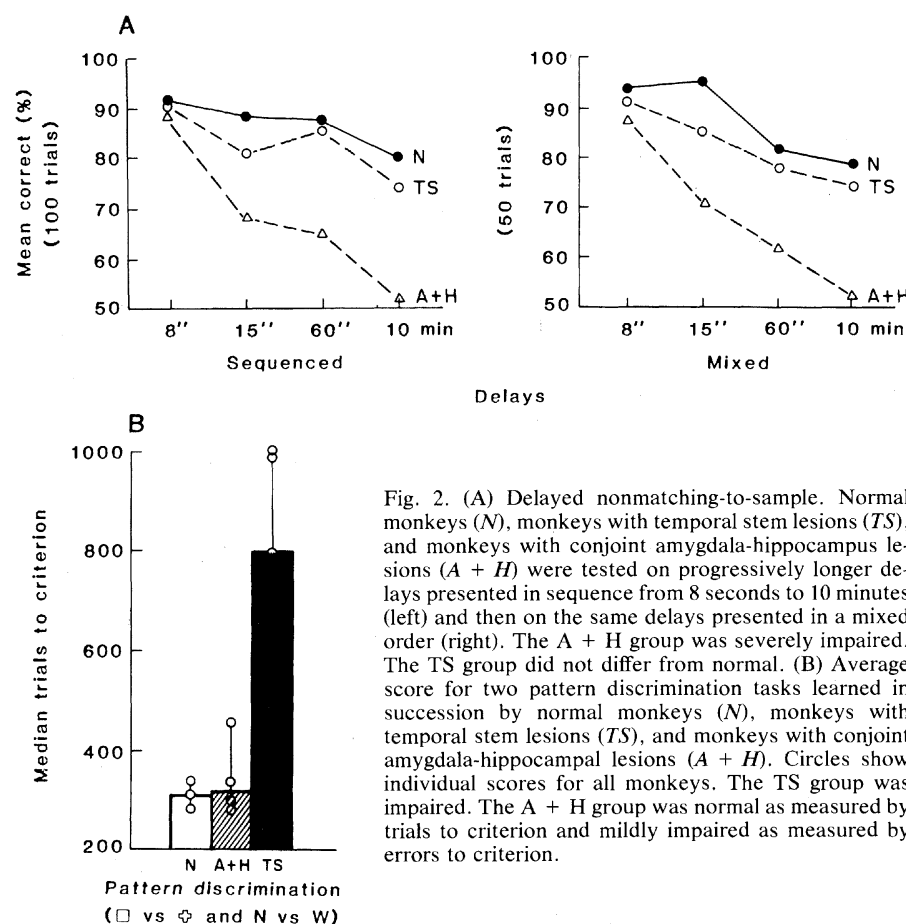 A
Mean correct (%)
(100 trials)
100
90
80
70
60
50
N
TS
A+H
8'' 15'' 60'' 10 min
Sequenced
(50 trials)
100
90
80
70
60
50
N
TS
A+H
8'' 15'' 60'' 10 min
Mixed
Delays
B
Median trials to criterion
1000
800
600
400
200
N A+H TS
Pattern discrimination
(□ vs ✚ and N vs W)
Fig. 2. (A) Delayed nonmatching-to-sample. Normal
monkeys (N), monkeys with temporal stem lesions (TS),
and monkeys with conjoint amygdala-hippocampus le-
sions (A + H) were tested on progressively longer de-
lays presented in sequence from 8 seconds to 10 minutes
(left) and then on the same delays presented in a mixed
order (right). The A + H group was severely impaired.
The TS group did not differ from normal. (B) Average
score for two pattern discrimination tasks learned in
succession by normal monkeys (N), monkeys with
temporal stem lesions (TS), and monkeys with conjoint
amygdala-hippocampal lesions (A + H). Circles show
individual scores for all monkeys. The TS group was
impaired. The A + H group was normal as measured by
trials to criterion and mildly impaired as measured by
errors to criterion.